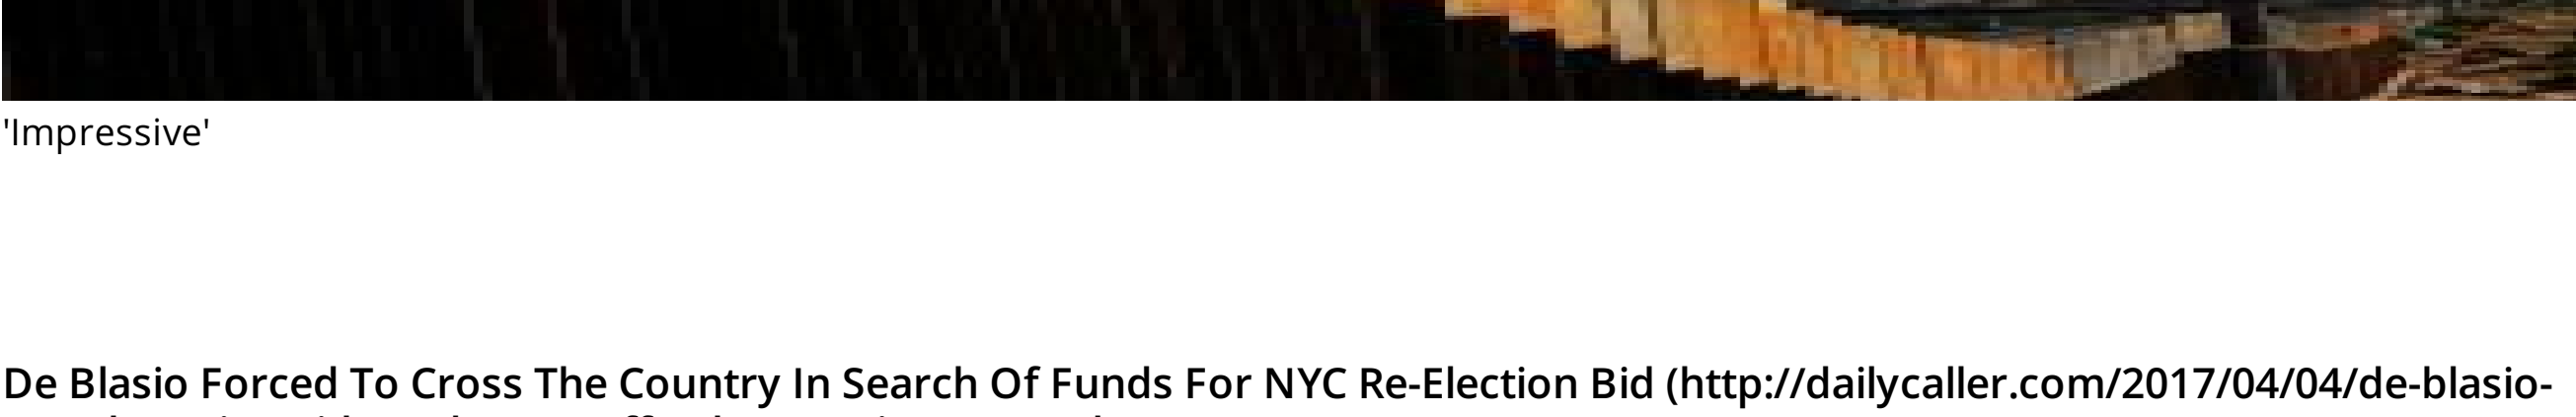 'Impressive'
De Blasio Forced To Cross The Country In Search Of Funds For NYC Re-Election Bid (http://dailycaller.com/2017/04/04/de-blasio-